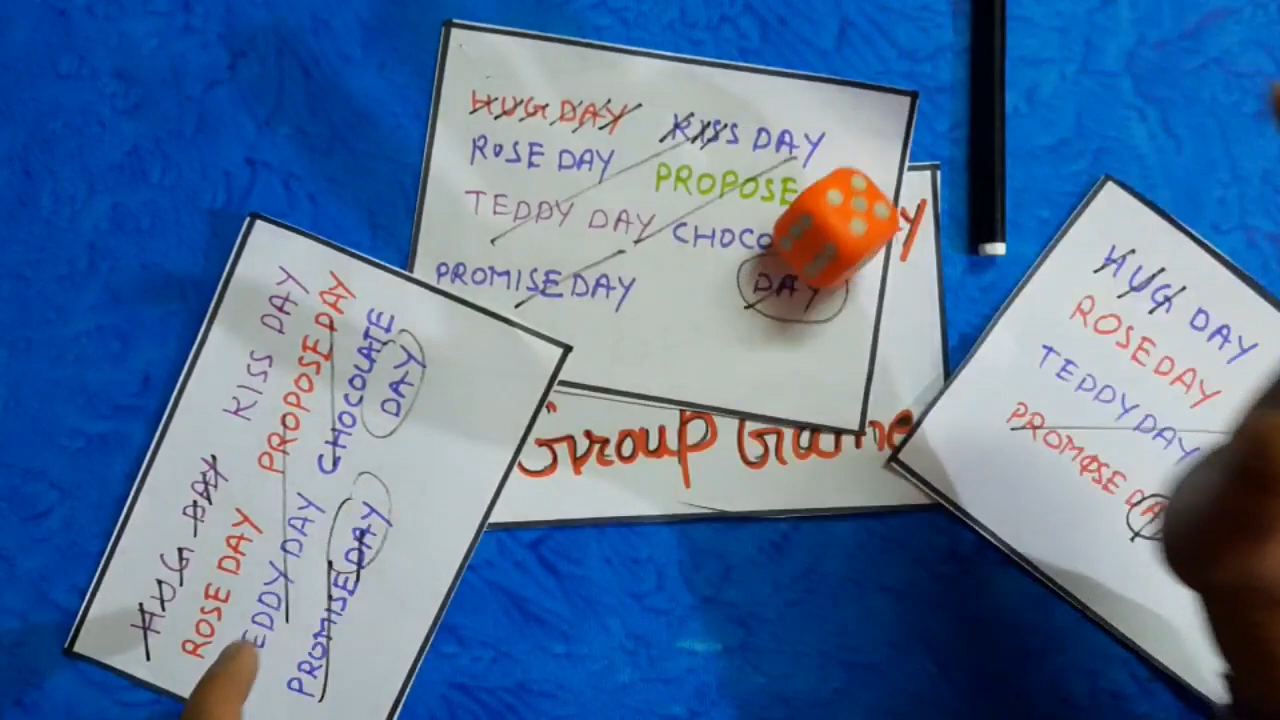 HUG DAY KISS DAY
ROSE DAY PROPOSE
TEDDY DAY CHOCO
PROMISE DAY DAY
Y
Group Game
HUG DAY KISS DAY
ROSE DAY PROPOSE DAY
EDDY DAY CHOCOLATE
PROMISE DAY DAY
HUG DAY
ROSE DAY
TEDDY DAY
PROMOSE DA